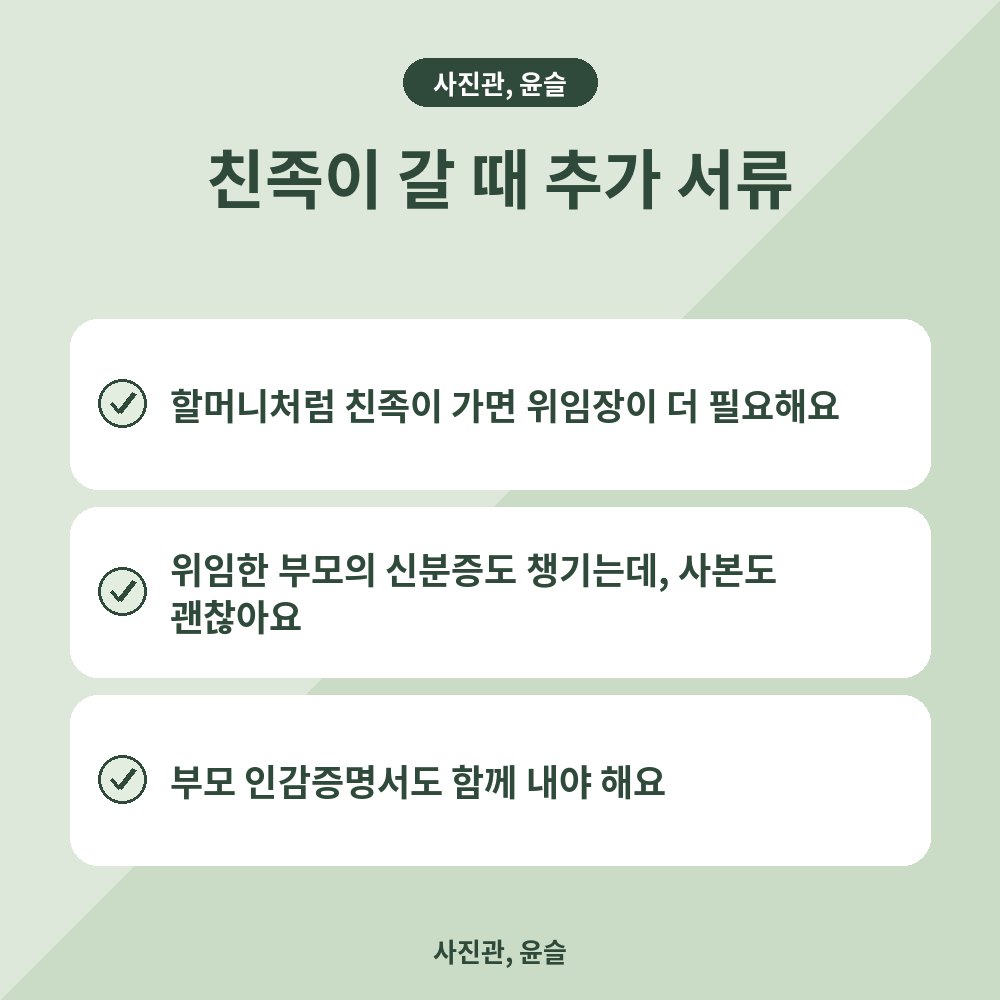 사진관, 윤슬
친족이 갈 때 추가 서류
할머니처럼 친족이 가면 위임장이 더 필요해요
위임한 부모의 신분증도 챙기는데, 사본도
괜찮아요
부모 인감증명서도 함께 내야 해요
사진관, 윤슬